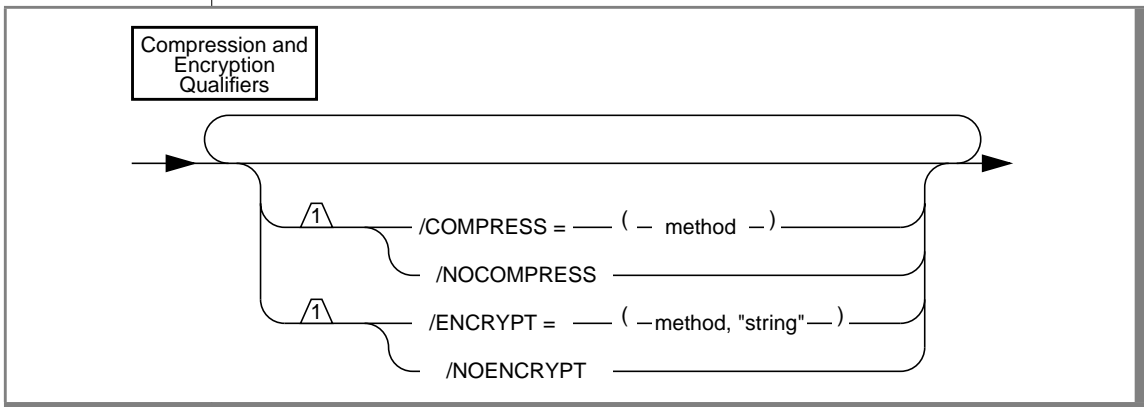 Compression and
Encryption
Qualifiers
1 /COMPRESS = ( method )
/NOCOMPRESS
1 /ENCRYPT = ( method, "string" )
/NOENCRYPT